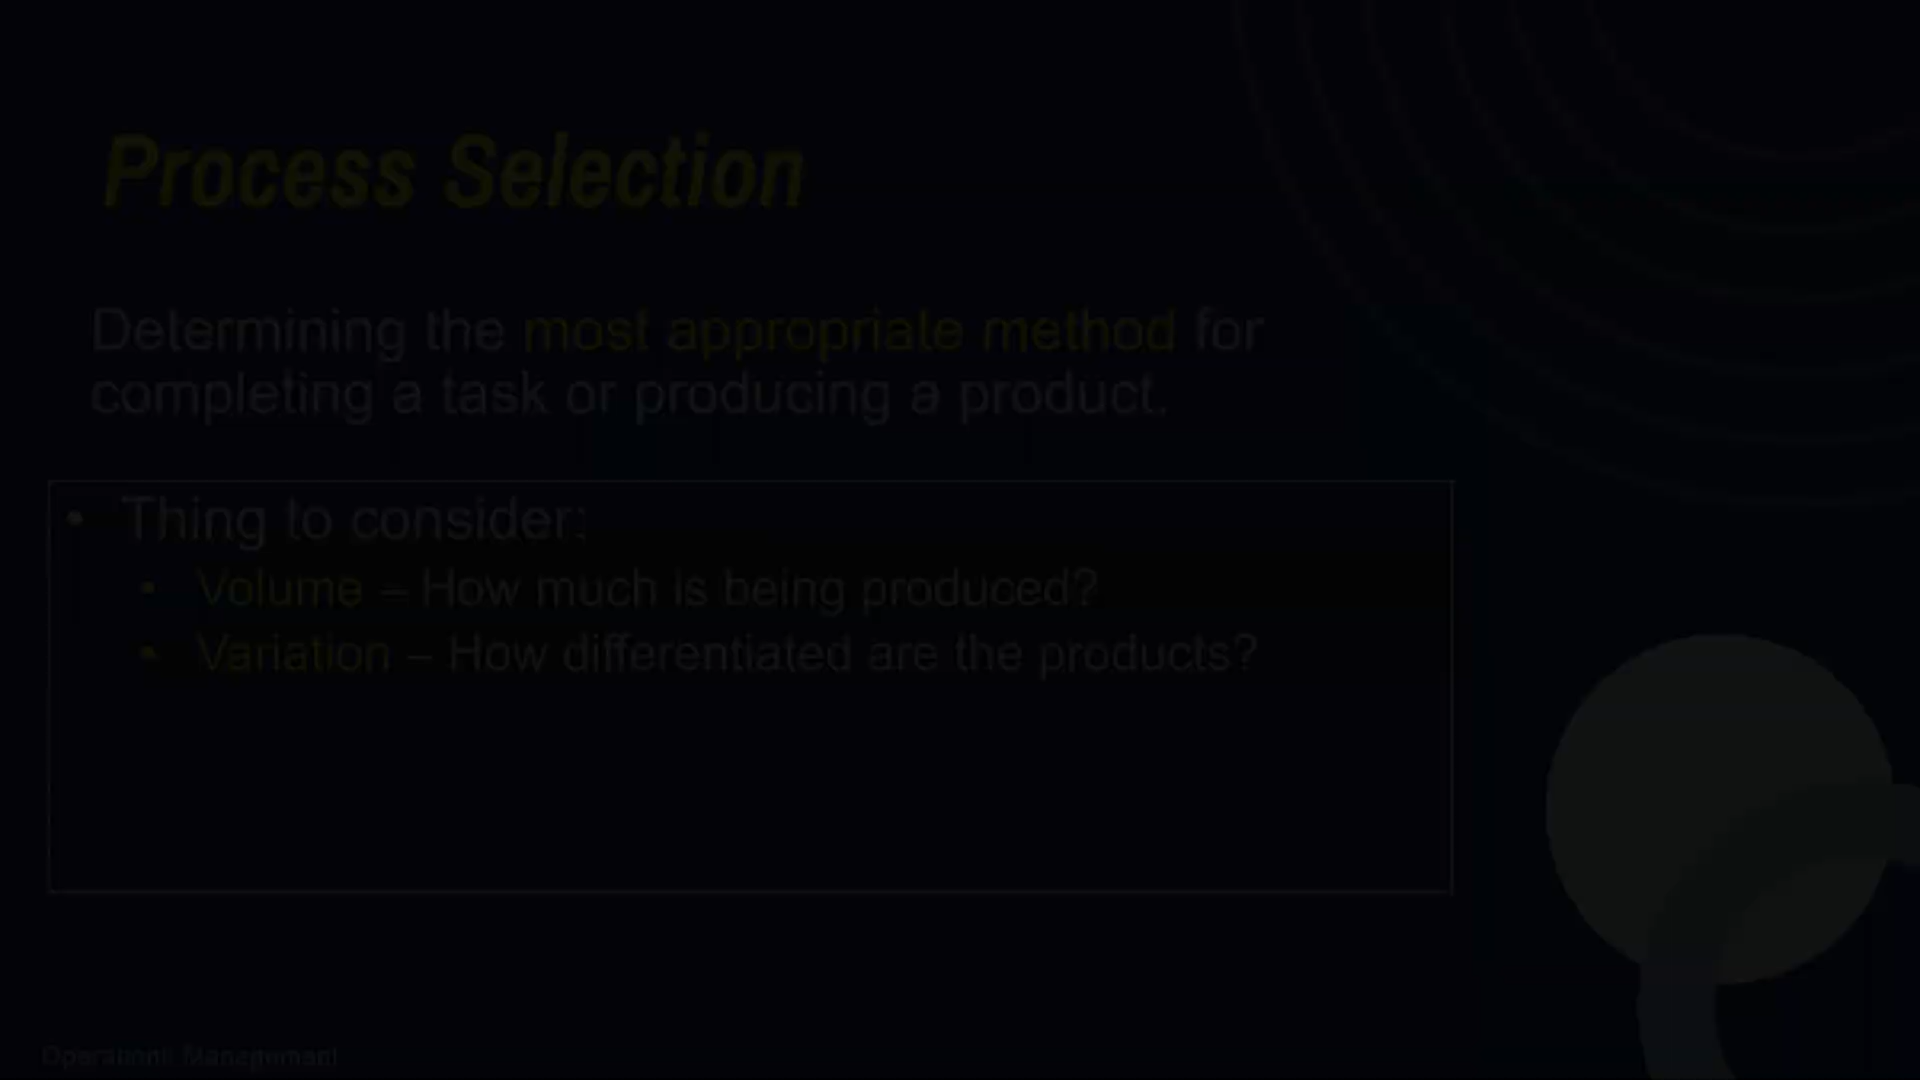 Process Selection
Determining the most appropriate method for
completing a task or producing a product.
• Thing to consider:
• Volume – How much is being produced?
• Variation – How differentiated are the products?
Operations Management